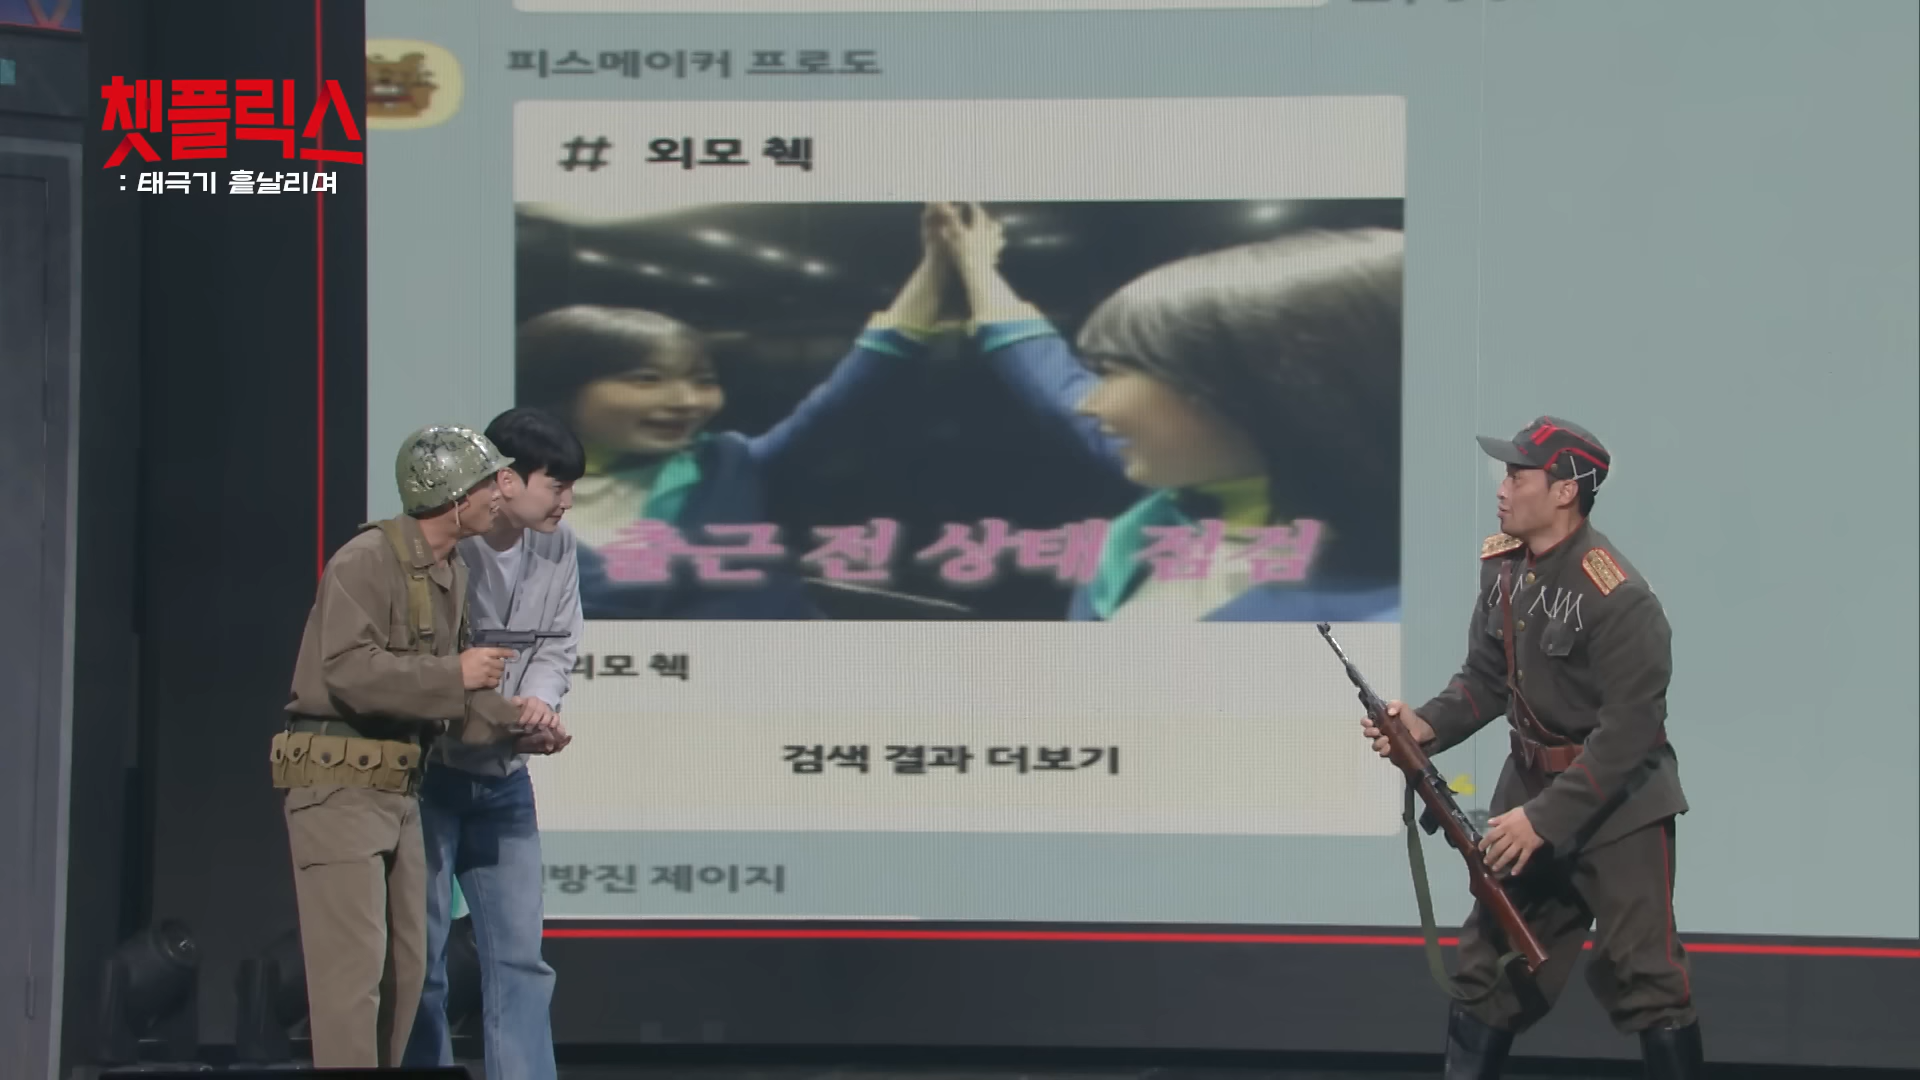 챗플릭스
: 태극기 흩날리며
피스메이커 프로도
# 외모 췍
출근 전 상태 점검
외모 췍
검색 결과 더보기
방진 제이지